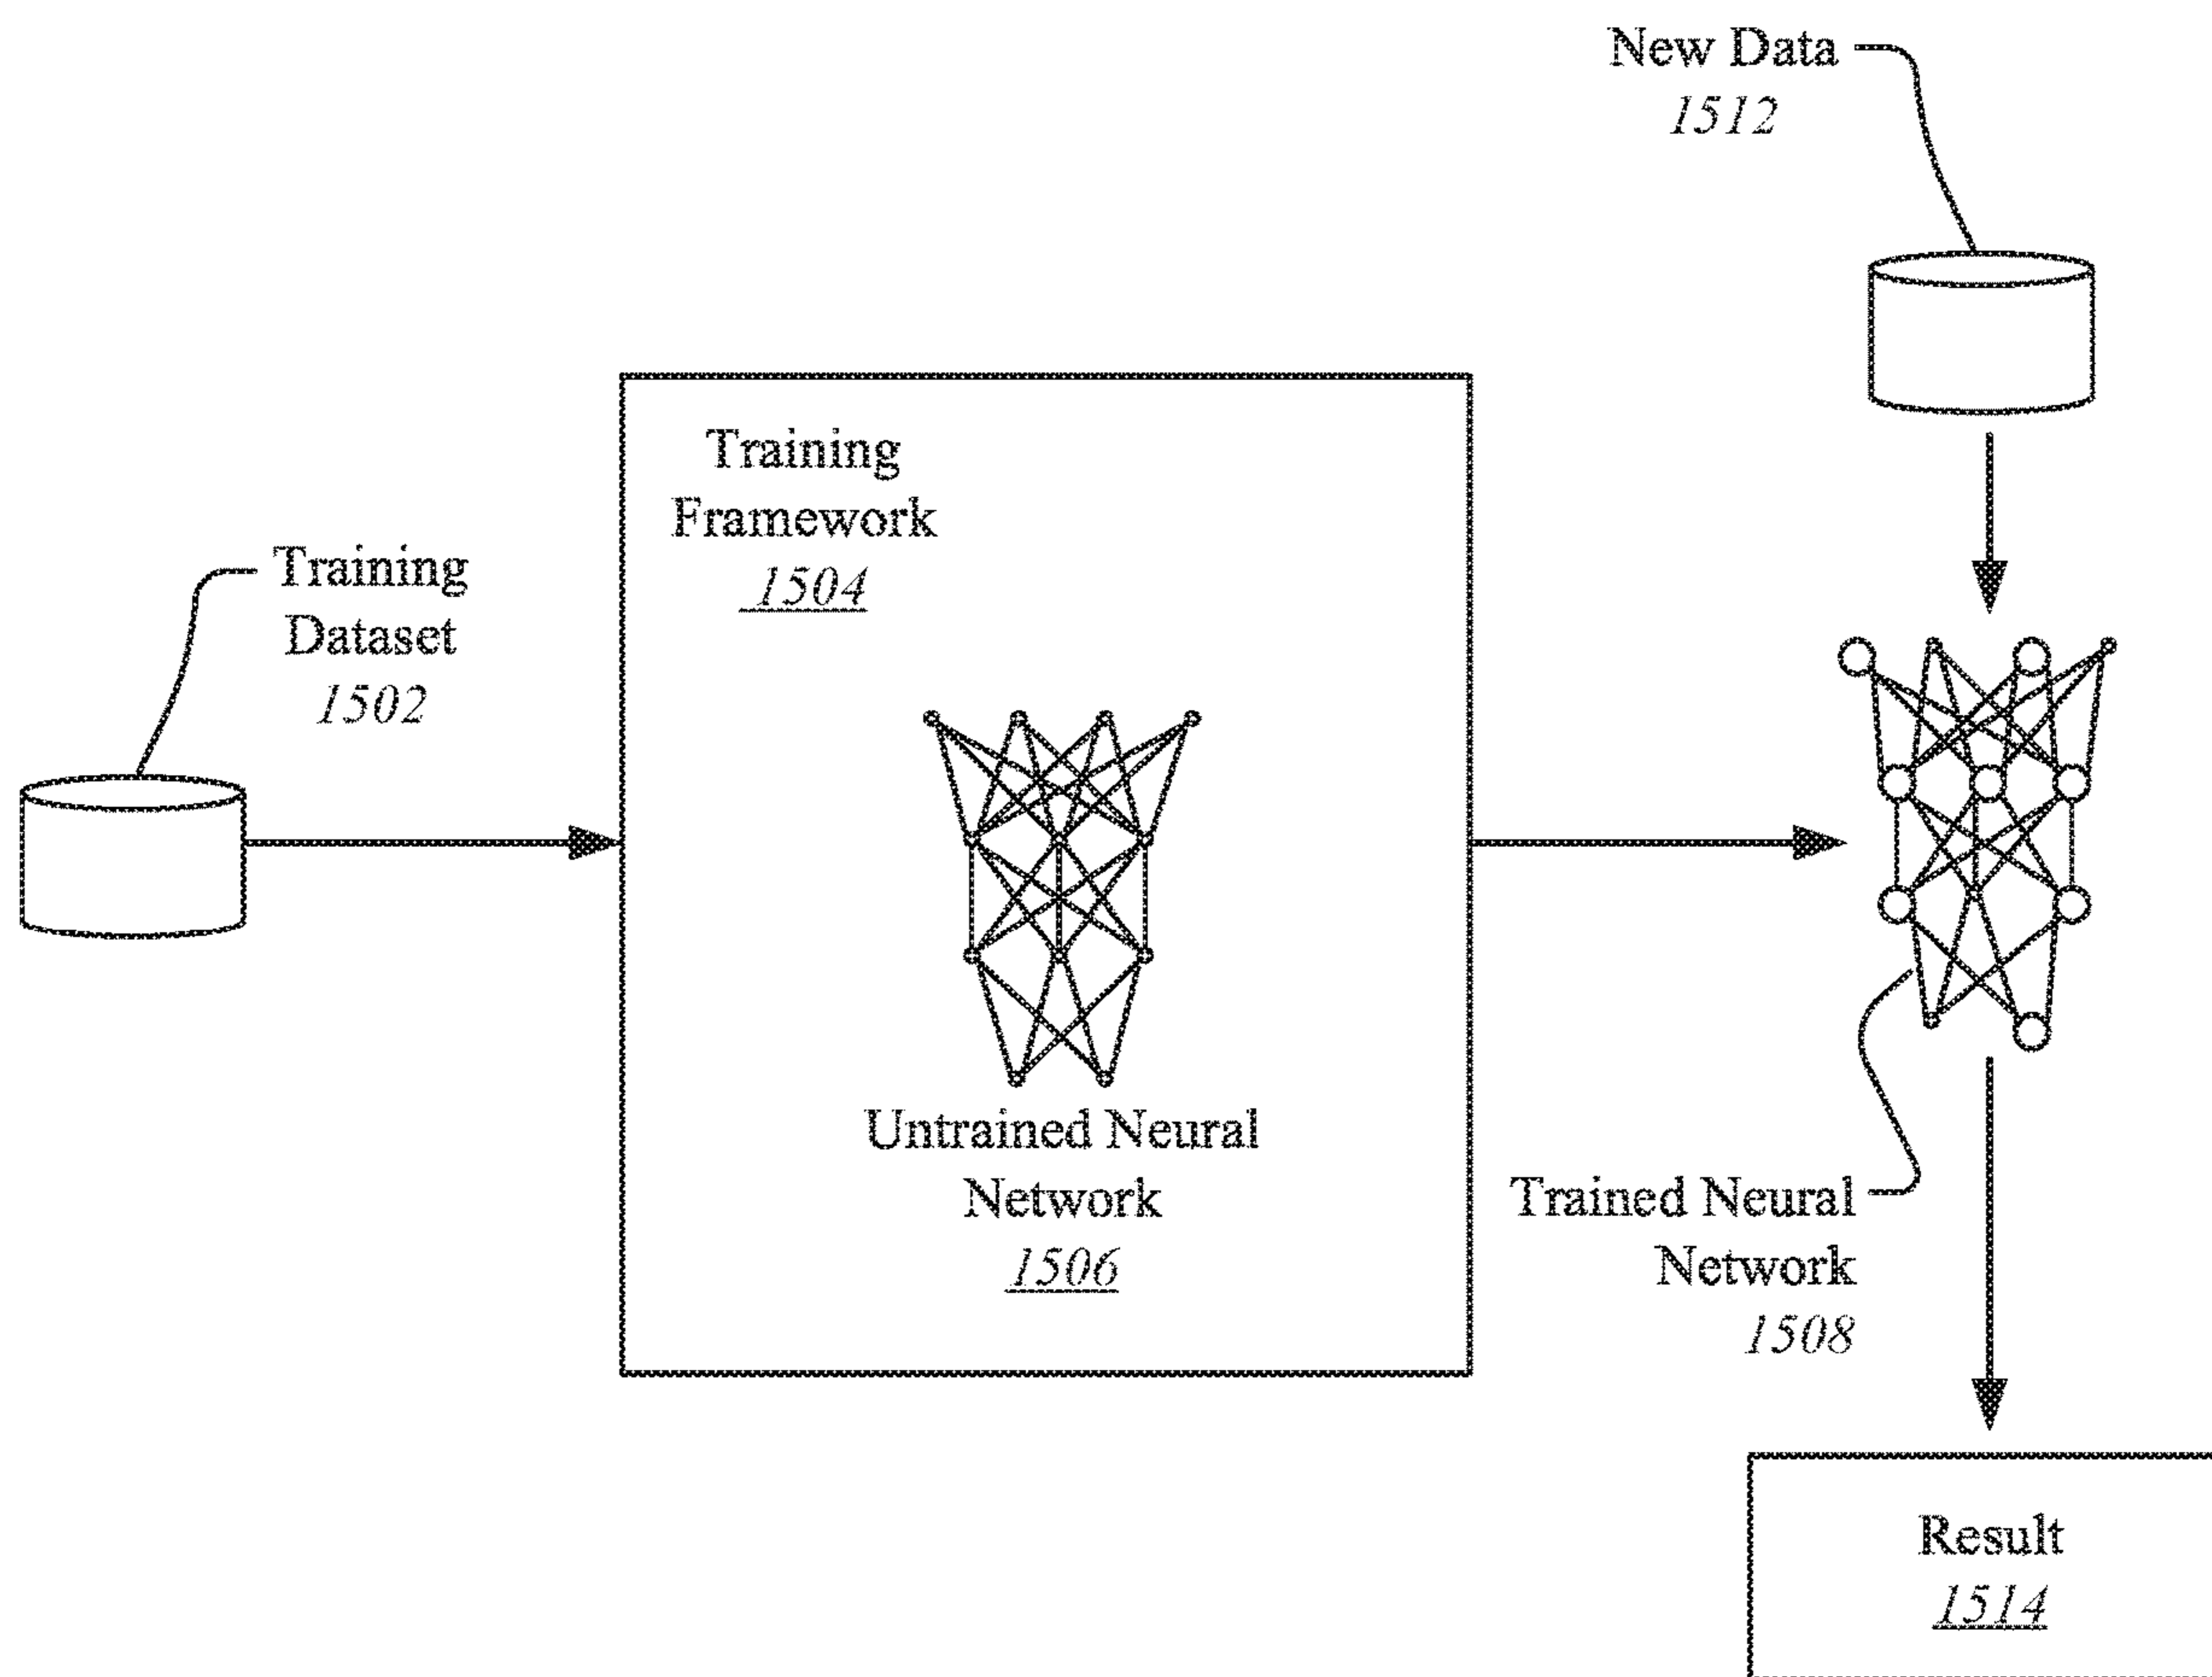 New Data
1512
Training
Framework
1504
Training
Dataset
1502
Untrained Neural
Network
1506
Trained Neural
Network
1508
Result
1514